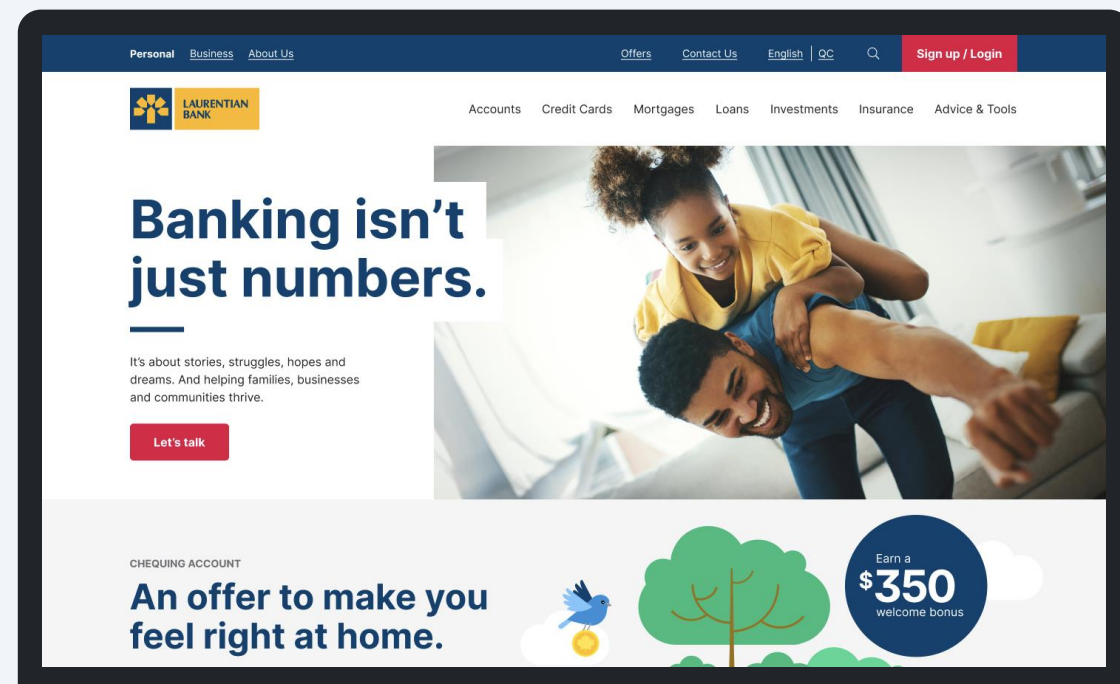 Personal Business About Us Offers Contact Us English QC Sign up / Login
LAURENTIAN
BANK
Accounts Credit Cards Mortgages Loans Investments Insurance Advice & Tools
Banking isn’t
just numbers.
It’s about stories, struggles, hopes and
dreams. And helping families, businesses
and communities thrive.
Let’s talk
CHEQUING ACCOUNT
An offer to make you
feel right at home.
Earn a
$350
welcome bonus